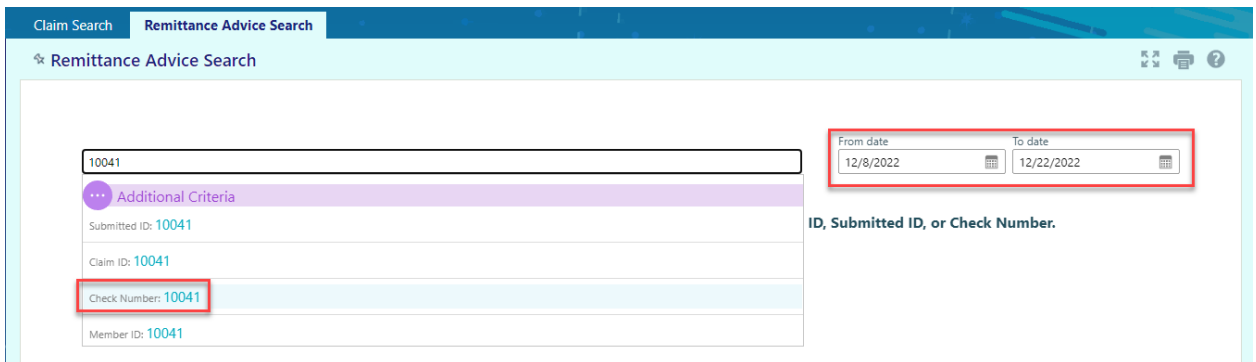 Claim Search Remittance Advice Search
Remittance Advice Search
From date To date
10041 12/8/2022 12/22/2022
Additional Criteria
Submitted ID: 10041
ID, Submitted ID, or Check Number.
Claim ID: 10041
Check Number: 10041
Member ID: 10041